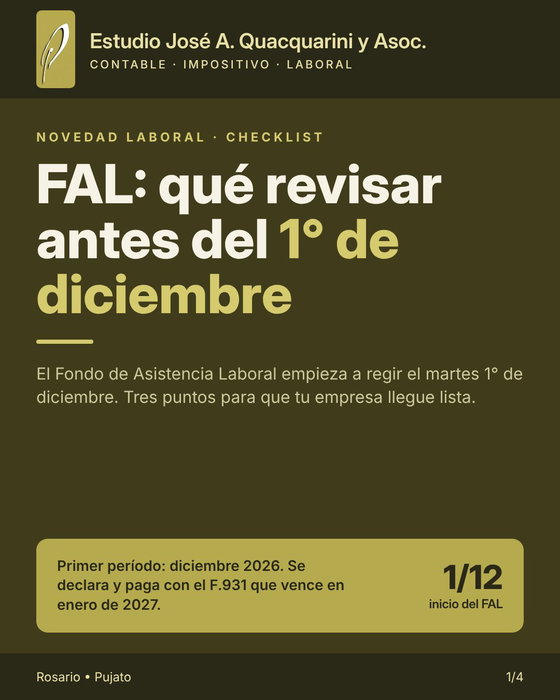 Estudio José A. Quacquarini y Asoc.
CONTABLE · IMPOSITIVO · LABORAL
NOVEDAD LABORAL · CHECKLIST
FAL: qué revisar
antes del 1° de
diciembre
El Fondo de Asistencia Laboral empieza a regir el martes 1° de
diciembre. Tres puntos para que tu empresa llegue lista.
Primer período: diciembre 2026. Se
declara y paga con el F.931 que vence en
enero de 2027.
1/12
inicio del FAL
Rosario • Pujato
1/4